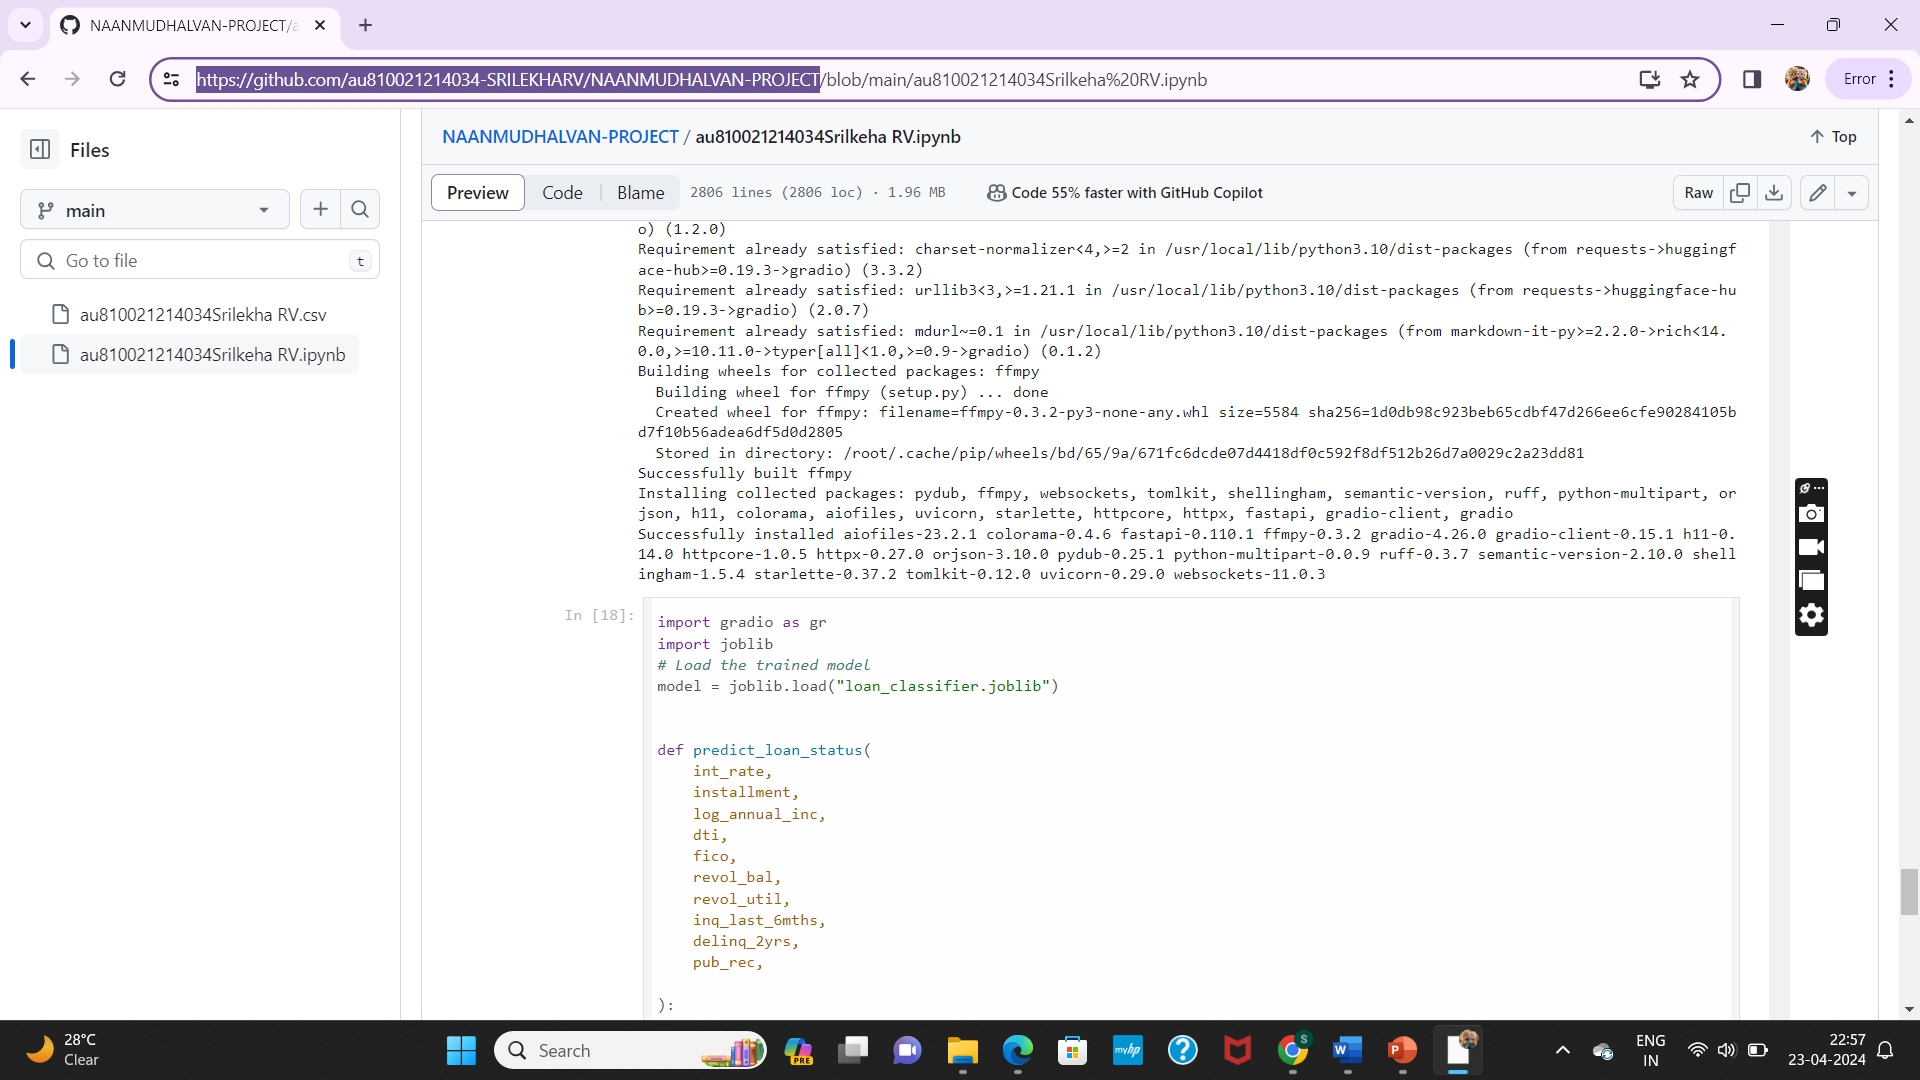 NAANMUDHALVAN-PROJECT/a
https://github.com/au810021214034-SRILEKHARV/NAANMUDHALVAN-PROJECT/blob/main/au810021214034Srilkeha%20RV.ipynb
Error
Files
main
Go to file
t
au810021214034Srilekha RV.csv
au810021214034Srilkeha RV.ipynb
NAANMUDHALVAN-PROJECT / au810021214034Srilkeha RV.ipynb
Top
Preview
Code
Blame
2806 lines (2806 loc) · 1.96 MB
Code 55% faster with GitHub Copilot
Raw
o) (1.2.0)
Requirement already satisfied: charset-normalizer<4,>=2 in /usr/local/lib/python3.10/dist-packages (from requests->huggingf
ace-hub>=0.19.3->gradio) (3.3.2)
Requirement already satisfied: urllib3<3,>=1.21.1 in /usr/local/lib/python3.10/dist-packages (from requests->huggingface-hu
b>=0.19.3->gradio) (2.0.7)
Requirement already satisfied: mdurl~=0.1 in /usr/local/lib/python3.10/dist-packages (from markdown-it-py>=2.2.0->rich<14.
0.0,>=10.11.0->typer[all]<1.0,>=0.9->gradio) (0.1.2)
Building wheels for collected packages: ffmpy
  Building wheel for ffmpy (setup.py) ... done
  Created wheel for ffmpy: filename=ffmpy-0.3.2-py3-none-any.whl size=5584 sha256=1d0db98c923beb65cdbf47d266ee6cfe90284105b
d7f10b56adea6df5d0d2805
  Stored in directory: /root/.cache/pip/wheels/bd/65/9a/671fc6dcde07d4418df0c592f8df512b26d7a0029c2a23dd81
Successfully built ffmpy
Installing collected packages: pydub, ffmpy, websockets, tomlkit, shellingham, semantic-version, ruff, python-multipart, or
json, h11, colorama, aiofiles, uvicorn, starlette, httpcore, httpx, fastapi, gradio-client, gradio
Successfully installed aiofiles-23.2.1 colorama-0.4.6 fastapi-0.110.1 ffmpy-0.3.2 gradio-4.26.0 gradio-client-0.15.1 h11-0.
14.0 httpcore-1.0.5 httpx-0.27.0 orjson-3.10.0 pydub-0.25.1 python-multipart-0.0.9 ruff-0.3.7 semantic-version-2.10.0 shell
ingham-1.5.4 starlette-0.37.2 tomlkit-0.12.0 uvicorn-0.29.0 websockets-11.0.3
In [18]:
import gradio as gr
import joblib
# Load the trained model
model = joblib.load("loan_classifier.joblib")
def predict_loan_status(
    int_rate,
    installment,
    log_annual_inc,
    dti,
    fico,
    revol_bal,
    revol_util,
    inq_last_6mths,
    delinq_2yrs,
    pub_rec,
):
28°C
Clear
Search
PRE
myhp
S
ENG
IN
22:57
23-04-2024